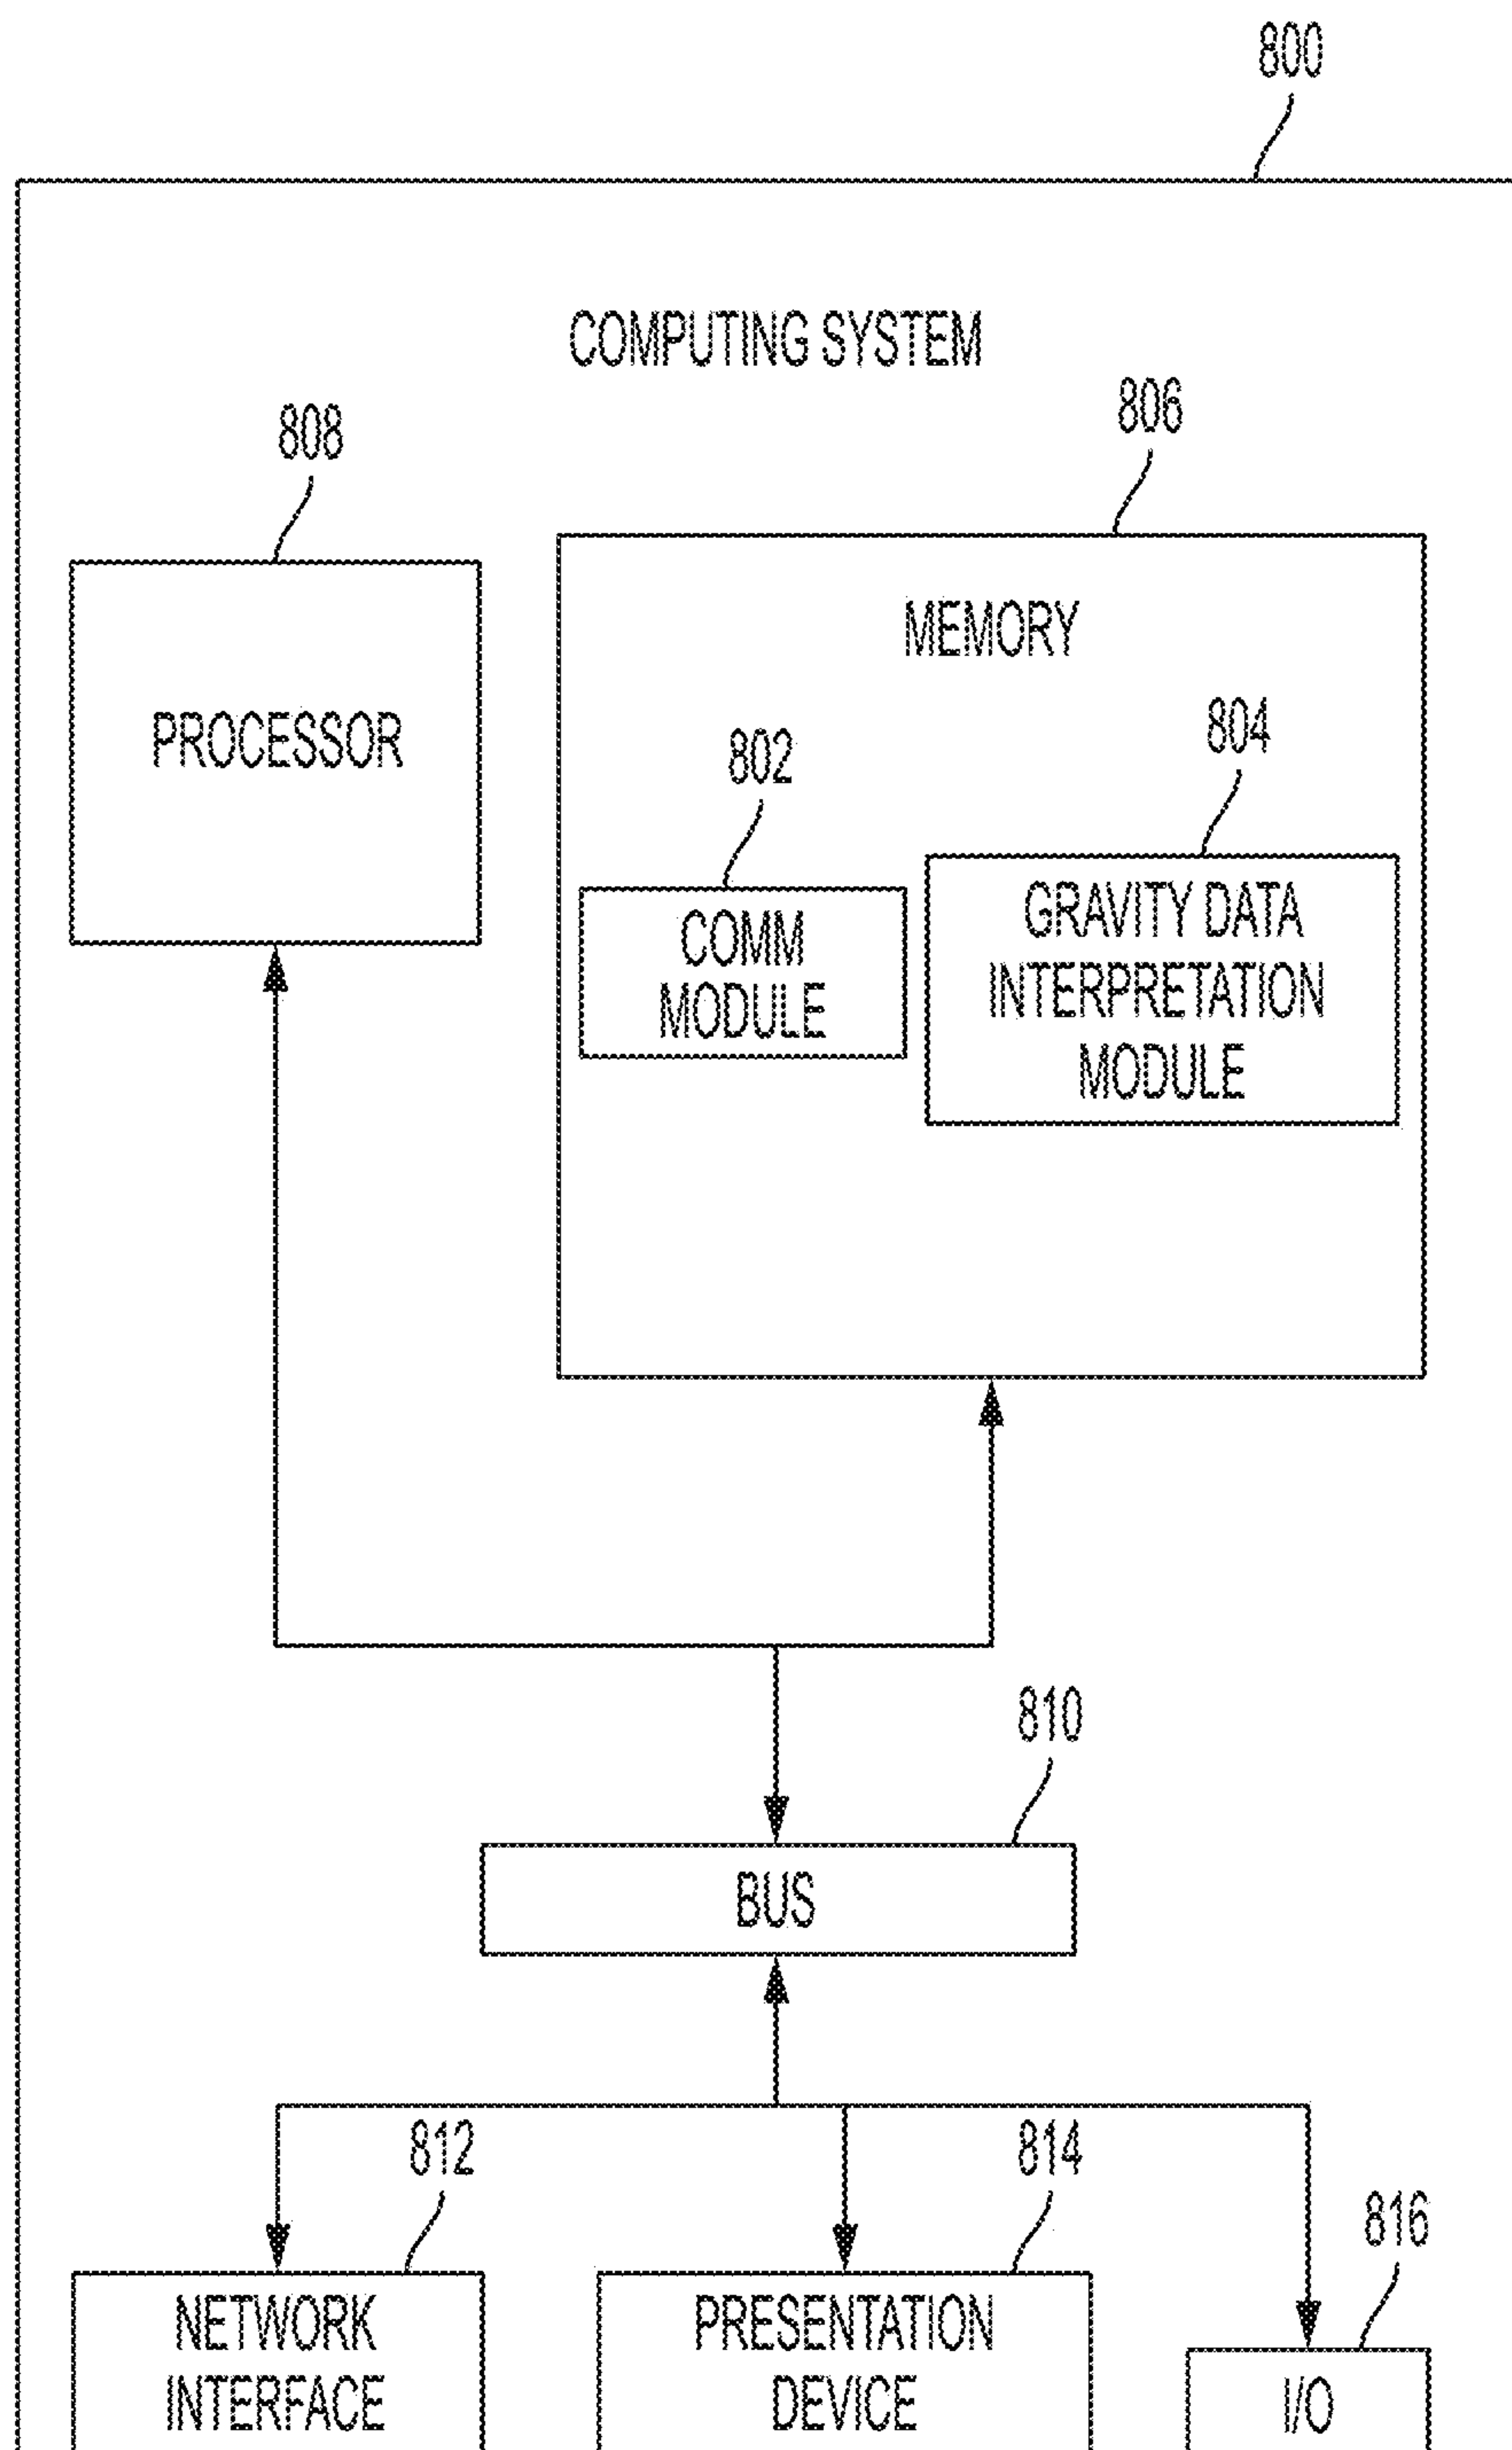 800
COMPUTING SYSTEM
806
808
MEMORY
804
PROCESSOR
802
GRAVITY DATA
INTERPRETATION
MODULE
COMM
MODULE
810
BUS
812
814
816
NETWORK
INTERFACE
PRESENTATION
DEVICE
I/O